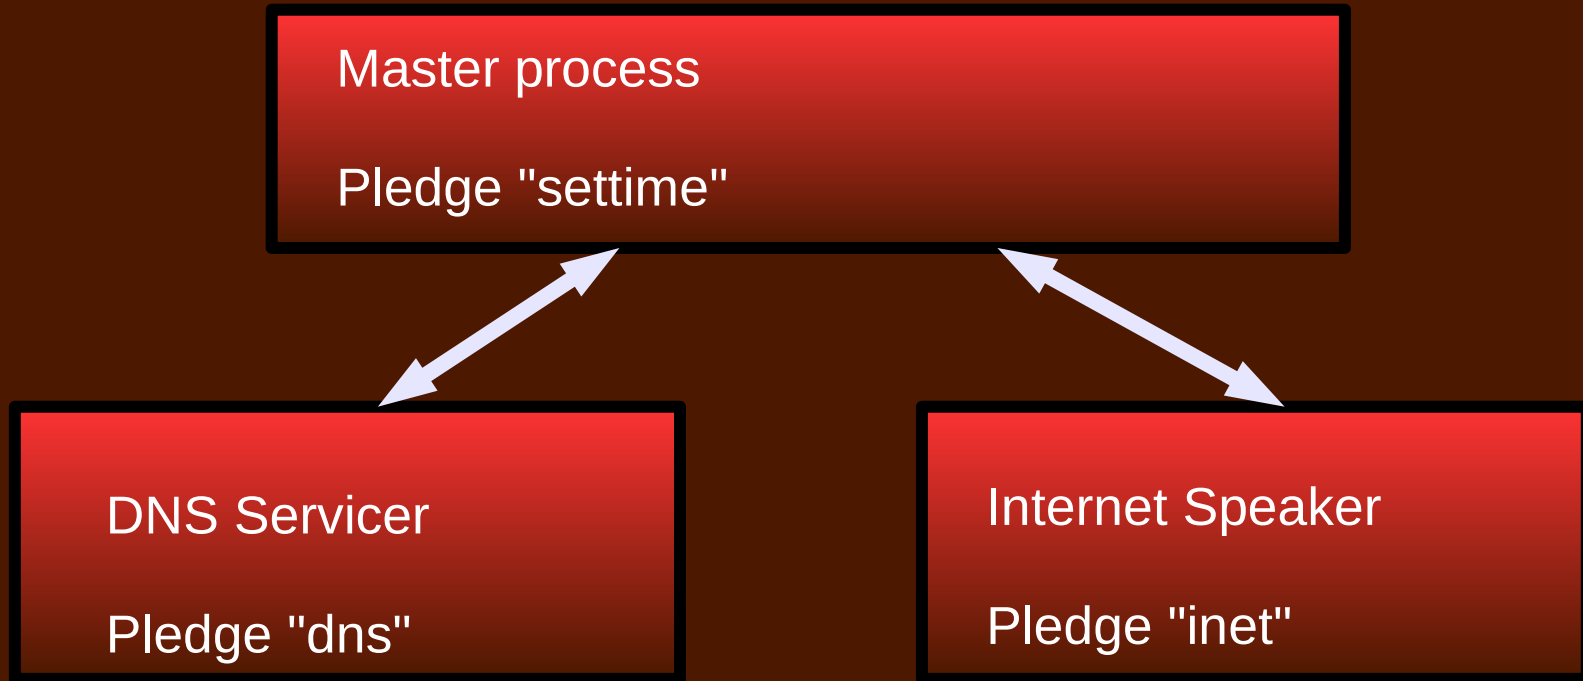 Master process
Pledge "settime"
DNS Servicer
Pledge "dns"
Internet Speaker
Pledge "inet"